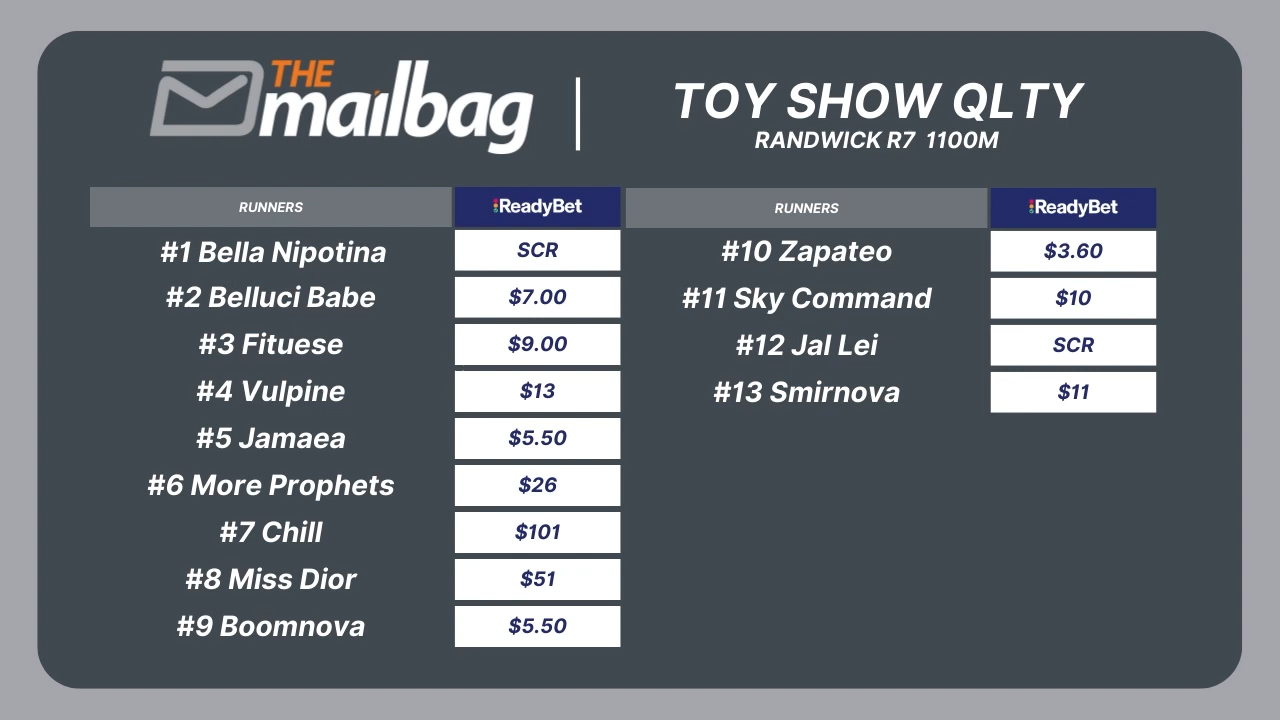 THE
mailbag
TOY SHOW QLTY
RANDWICK R7 1100M
RUNNERS ReadyBet
#1 Bella Nipotina SCR
#2 Belluci Babe $7.00
#3 Fituese $9.00
#4 Vulpine $13
#5 Jamaea $5.50
#6 More Prophets $26
#7 Chill $101
#8 Miss Dior $51
#9 Boomnova $5.50
RUNNERS ReadyBet
#10 Zapateo $3.60
#11 Sky Command $10
#12 Jal Lei SCR
#13 Smirnova $11